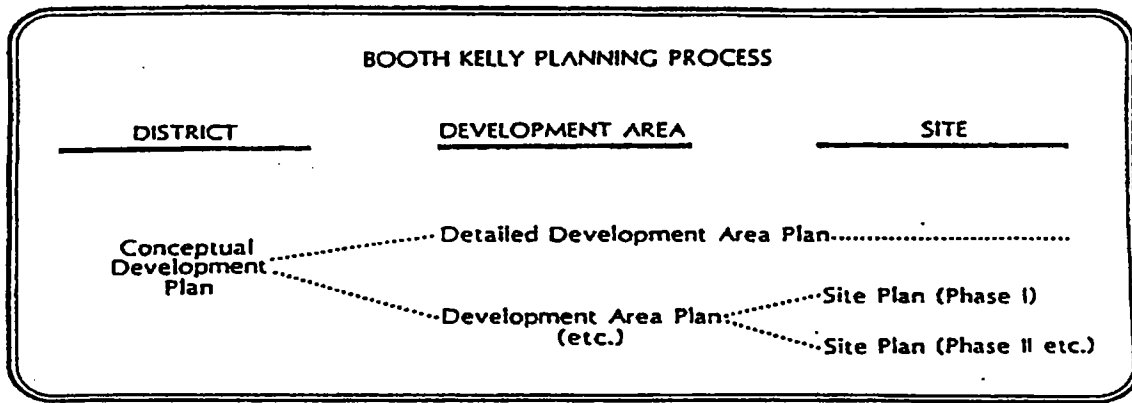 BOOTH KELLY PLANNING PROCESS
DISTRICT DEVELOPMENT AREA SITE
Conceptual
Development
Plan
Detailed Development Area Plan
Development Area Plan
(etc.)
Site Plan (Phase I)
Site Plan (Phase II etc.)